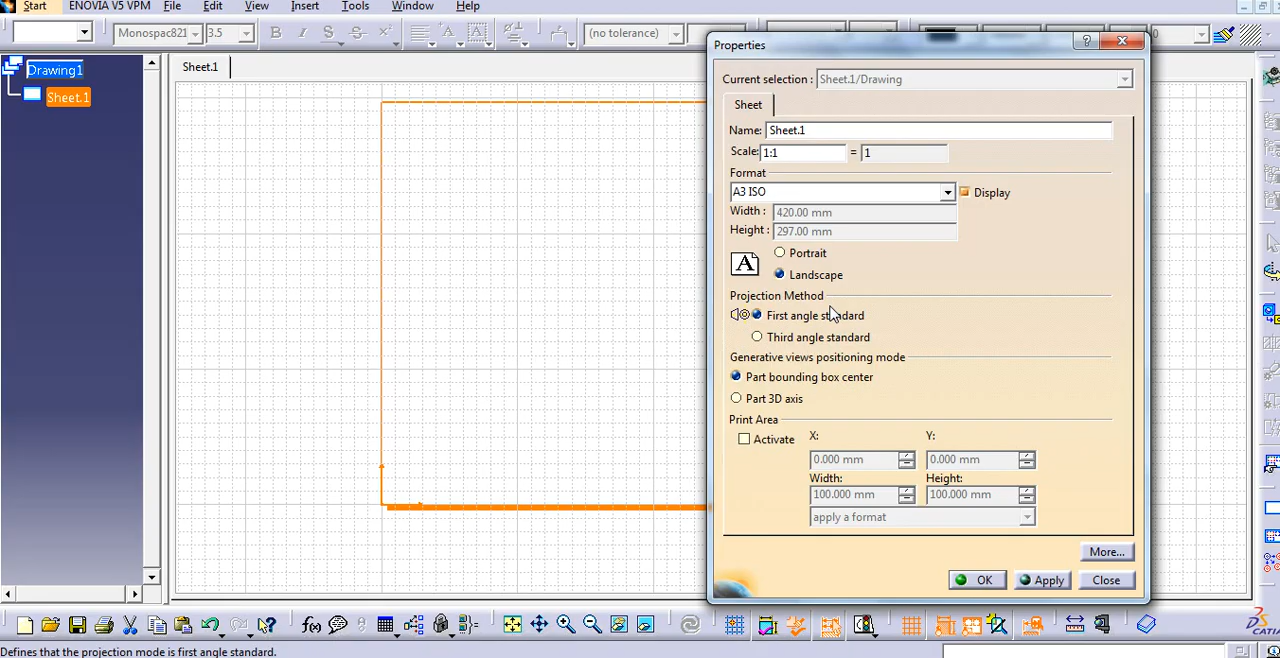 Start ENOVIA V5 VPM File Edit View Insert Tools Window Help
Monospac821 3.5 B I S S (no tolerance)
Drawing1
Sheet.1
Sheet.1
Properties
Current selection : Sheet.1/Drawing
Sheet
Name: Sheet.1
Scale: 1:1 = 1
Format
A3 ISO Display
Width : 420.00 mm
Height : 297.00 mm
A Portrait
Landscape
Projection Method
First angle standard
Third angle standard
Generative views positioning mode
Part bounding box center
Part 3D axis
Print Area
Activate X: Y:
0.000 mm 0.000 mm
Width: Height:
100.000 mm 100.000 mm
apply a format
More...
OK Apply Close
f(x)
CATIA
Defines that the projection mode is first angle standard.